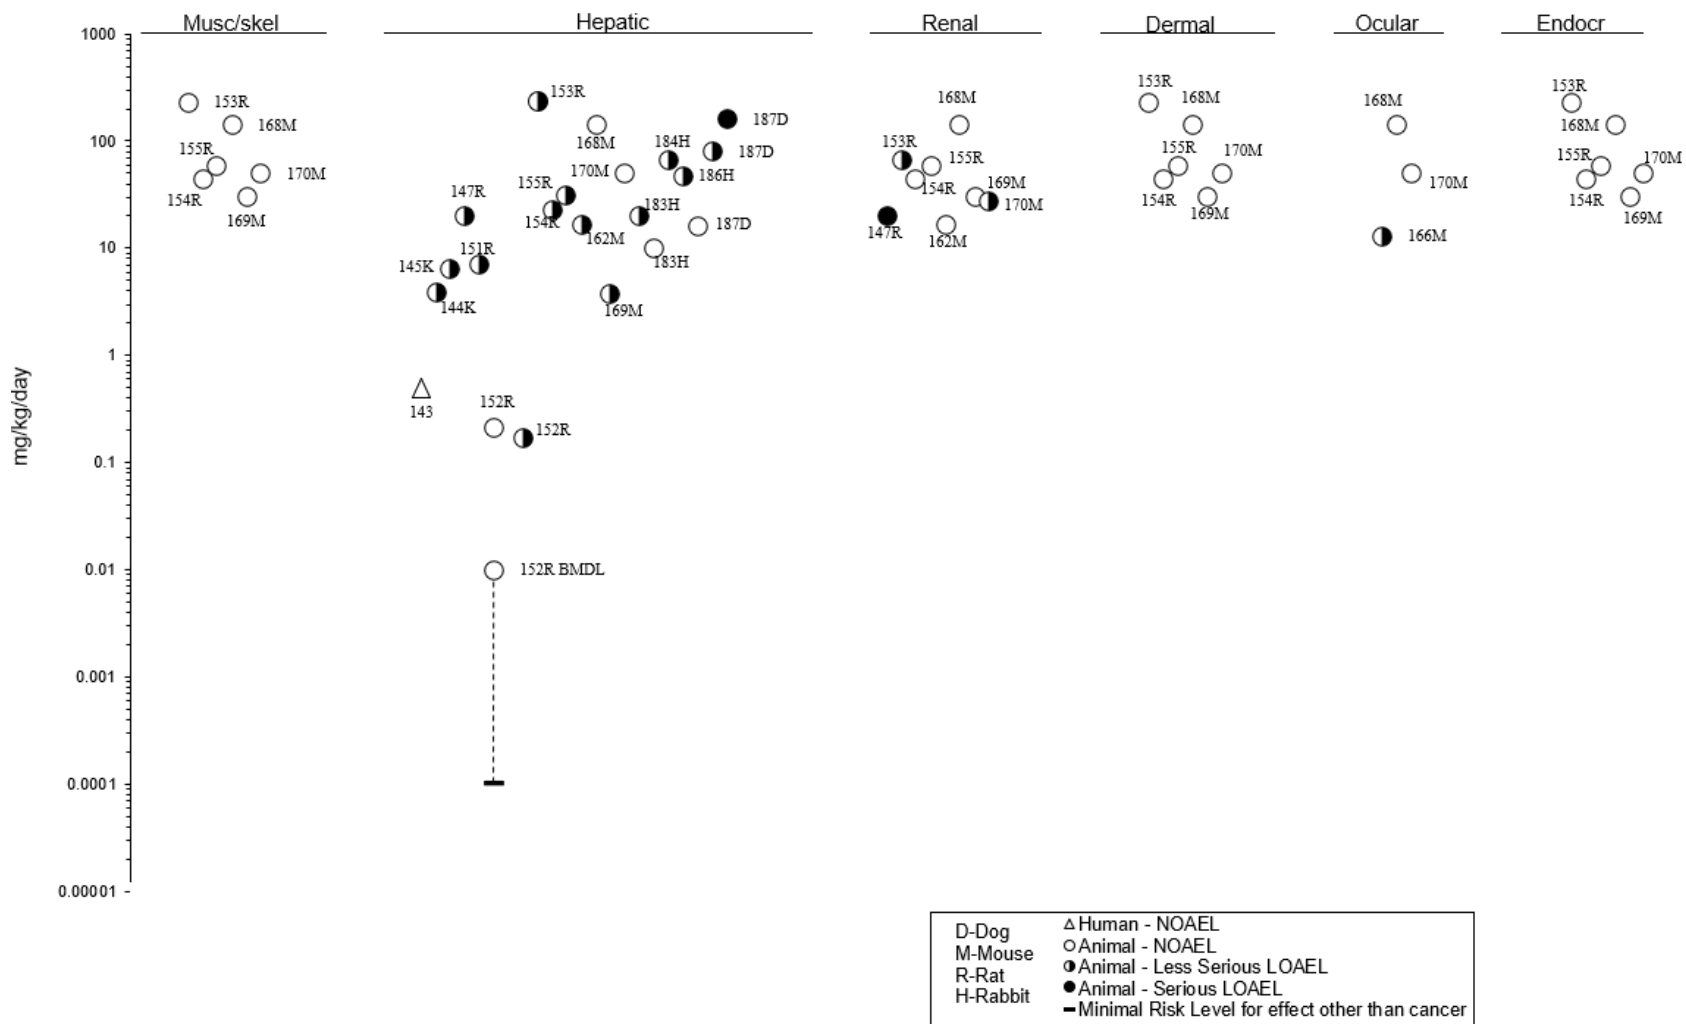 Musc/skel Hepatic Renal Dermal Ocular Endocr
1000
153R
168M
155R
154R
170M
169M
100
153R
168M
187D
184H
187D
170M
186H
155R
147R
154R
183H
162M
187D
151R
183H
145K
144K
169M
10
168M
153R
155R
154R
169M
170M
147R
162M
153R
168M
155R
170M
154R
169M
168M
170M
166M
153R
168M
155R
170M
154R
169M
1
143
152R
152R
mg/kg/day
0.1
0.01
152R BMDL
0.001
0.0001
0.00001
D-Dog
M-Mouse
R-Rat
H-Rabbit
Human - NOAEL
Animal - NOAEL
Animal - Less Serious LOAEL
Animal - Serious LOAEL
Minimal Risk Level for effect other than cancer